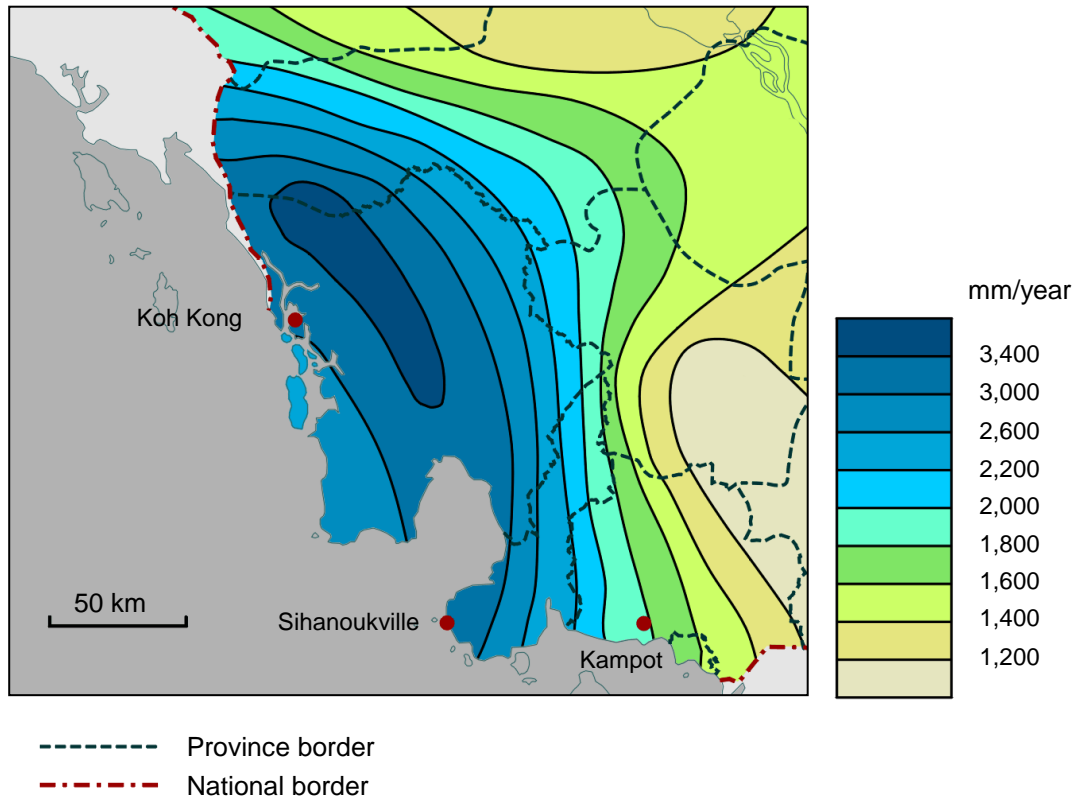 mm/year
Koh Kong
3,400
3,000
2,600
2,200
2,000
1,800
1,600
1,400
1,200
50 km
Sihanoukville
Kampot
Province border
National border